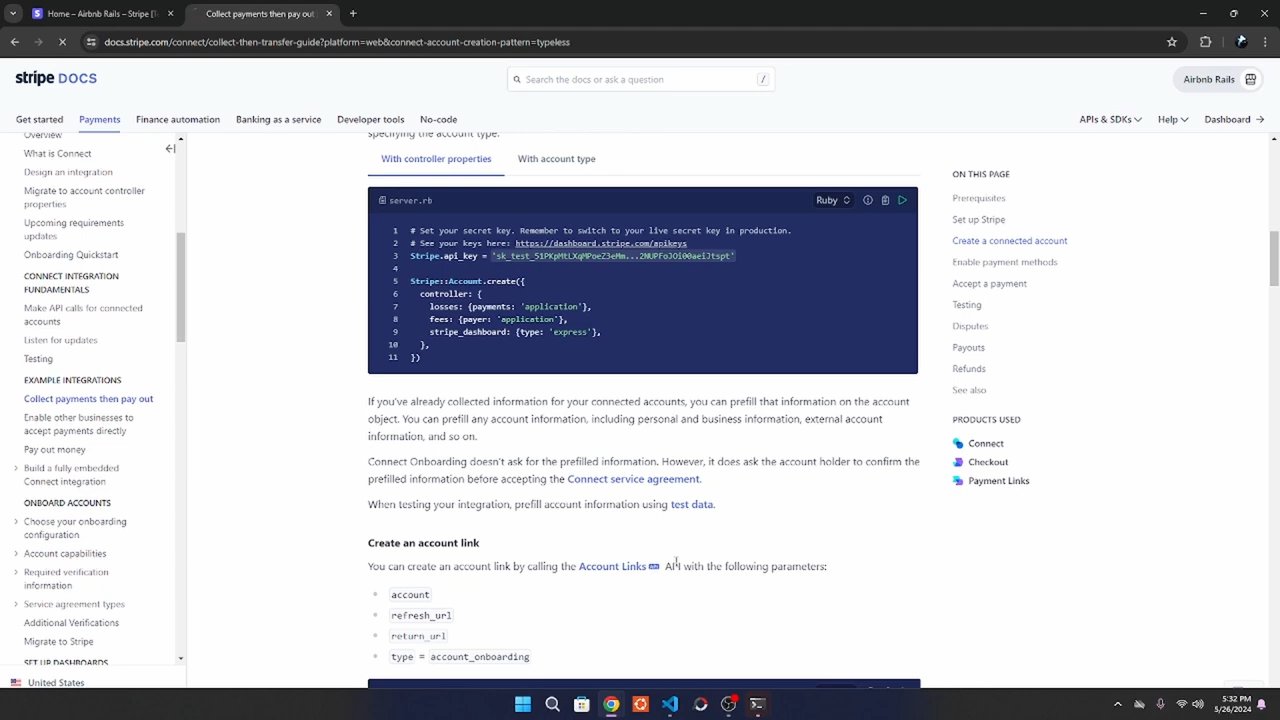 Home – Stripe [T
Collect payments then pay out
docs.stripe.com/connect/collect-then-transfer-guide?platform=web&connect-account-creation-pattern=typeless
stripe DOCS
Search the docs or ask a question
/
Airbnb Rails
Get started
Payments
Finance automation
Banking as a service
Developer tools
No-code
APIs & SDKs
Help
Dashboard
Overview
What is Connect
Design an integration
Migrate to account controller
properties
Upcoming requirements
updates
Onboarding Quickstart
CONNECT INTEGRATION
FUNDAMENTALS
Make API calls for connected
accounts
Listen for updates
Testing
EXAMPLE INTEGRATIONS
Collect payments then pay out
Enable other businesses to
accept payments directly
Pay out money
Build a fully embedded
Connect integration
ONBOARD ACCOUNTS
Choose your onboarding
configuration
Account capabilities
Required verification
information
Service agreement types
Additional Verifications
Migrate to Stripe
SET UP DASHBOARDS
United States
specifying the account type.
With controller properties
With account type
server.rb
Ruby
1 # Set your secret key. Remember to switch to your live secret key in production.
2 # See your keys here: https://dashboard.stripe.com/apikeys
3 Stripe.api_key = 'sk_test_51PKpMtLXqMPoeZ3eMm...2NUPFoJOi00aeiJtspt'
4
5 Stripe::Account.create({
6 controller: {
7 losses: {payments: 'application'},
8 fees: {payer: 'application'},
9 stripe_dashboard: {type: 'express'},
10 },
11 })
If you've already collected information for your connected accounts, you can prefill that information on the account
object. You can prefill any account information, including personal and business information, external account
information, and so on.
Connect Onboarding doesn't ask for the prefilled information. However, it does ask the account holder to confirm the
prefilled information before accepting the Connect service agreement.
When testing your integration, prefill account information using test data.
Create an account link
You can create an account link by calling the Account Links API API with the following parameters:
account
refresh_url
return_url
type = account_onboarding
ON THIS PAGE
Prerequisites
Set up Stripe
Create a connected account
Enable payment methods
Accept a payment
Testing
Disputes
Payouts
Refunds
See also
PRODUCTS USED
Connect
Checkout
Payment Links
5:32 PM
5/26/2024